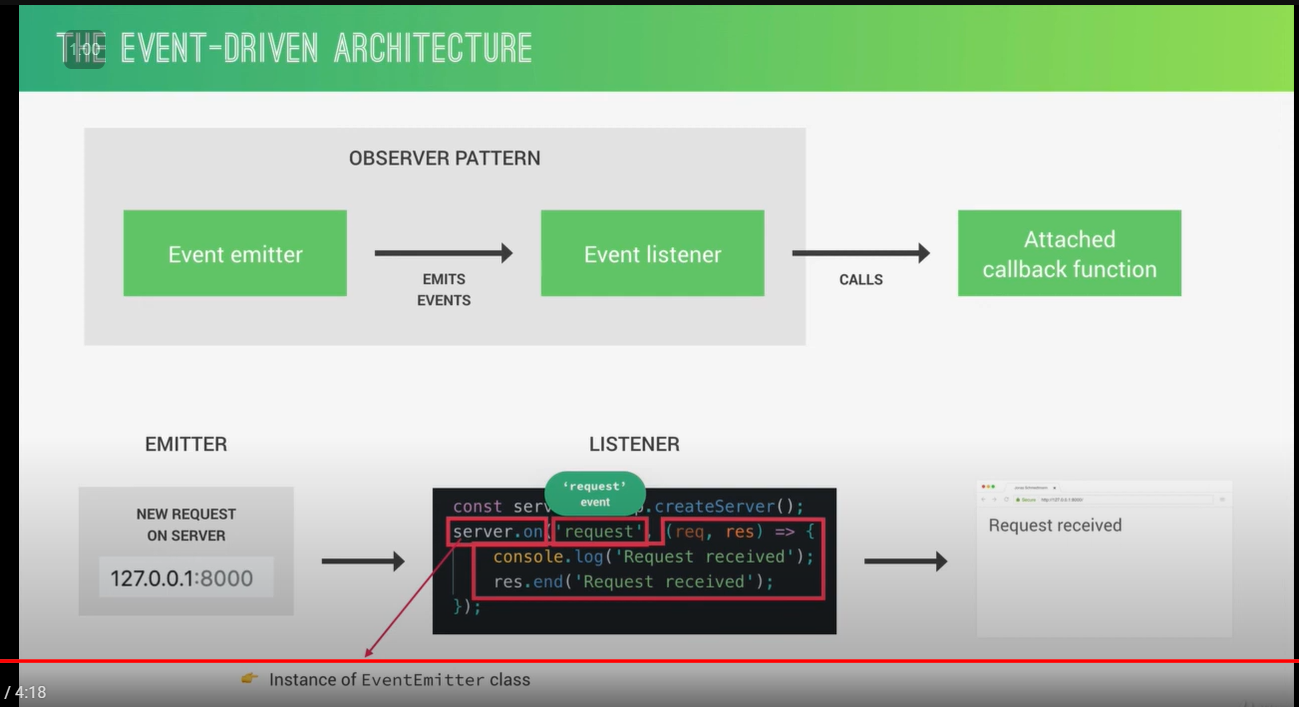 THE EVENT-DRIVEN ARCHITECTURE
1.00
OBSERVER PATTERN
Event emitter
EMITS
EVENTS
Event listener
CALLS
Attached
callback function
EMITTER
NEW REQUEST
ON SERVER
127.0.0.1:8000
LISTENER
'request'
event
const serv p.createServer();
server.on('request', (req, res) => {
console.log('Request received');
res.end('Request received');
});
Request received
👉 Instance of EventEmitter class
/ 4:18